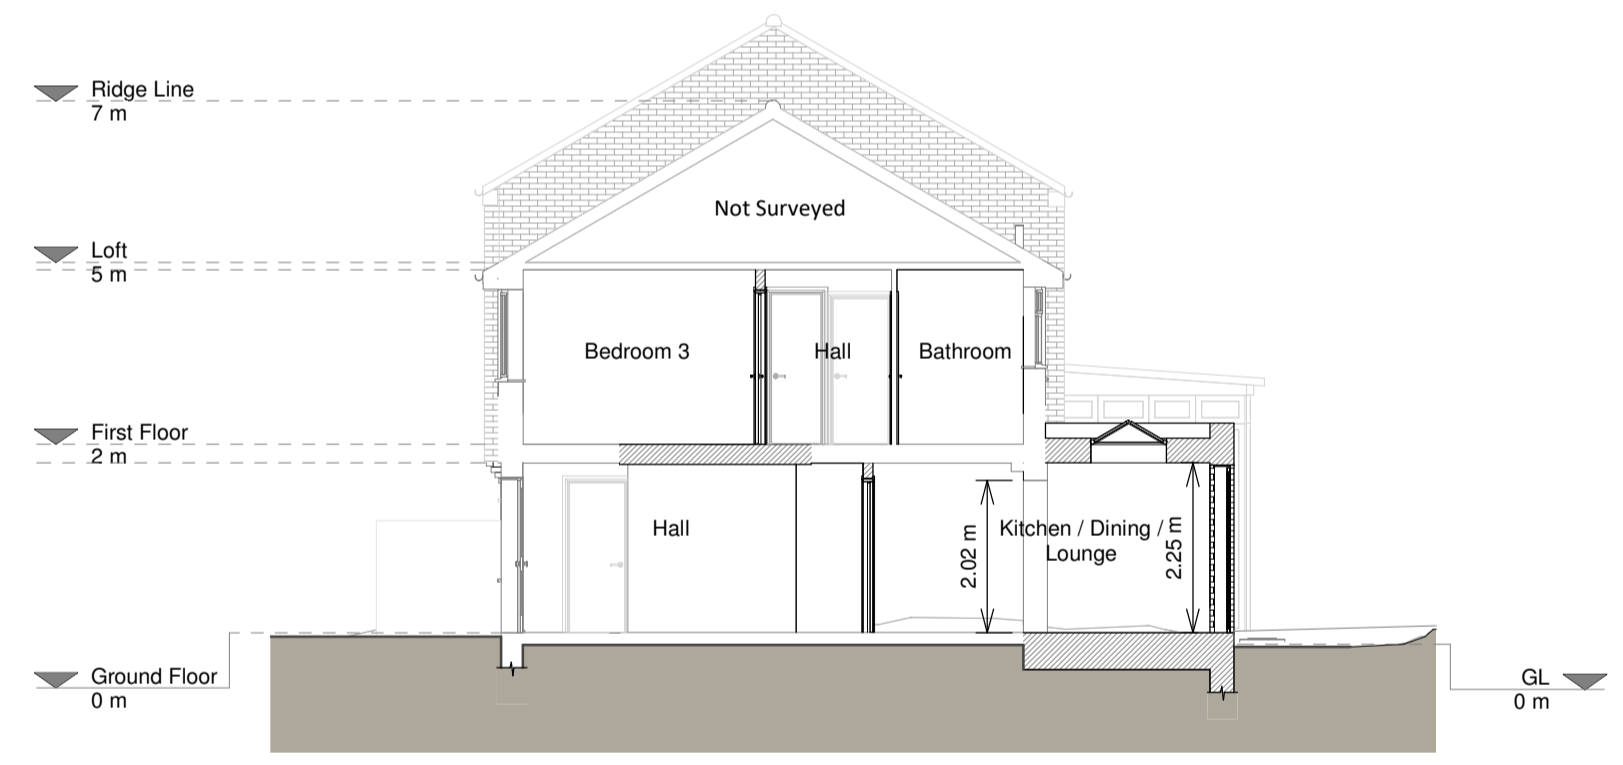 Ridge Line
7 m
Not Surveyed
Loft
5 m
Bedroom 3
Hall
Bathroom
First Floor
2 m
Hall
2.02 m
Kitchen / Dining /
Lounge
2.25 m
Ground Floor
0 m
GL
0 m